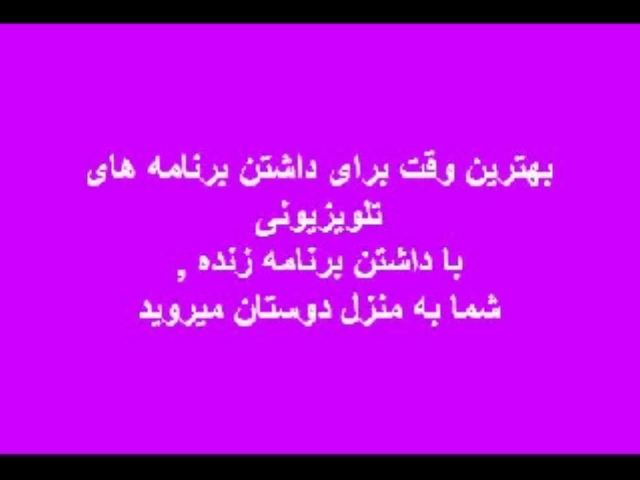 بهترین وقت برای داشتن برنامه های
تلویزیونی
با داشتن برنامه زنده ,
شما به منزل دوستان میروید